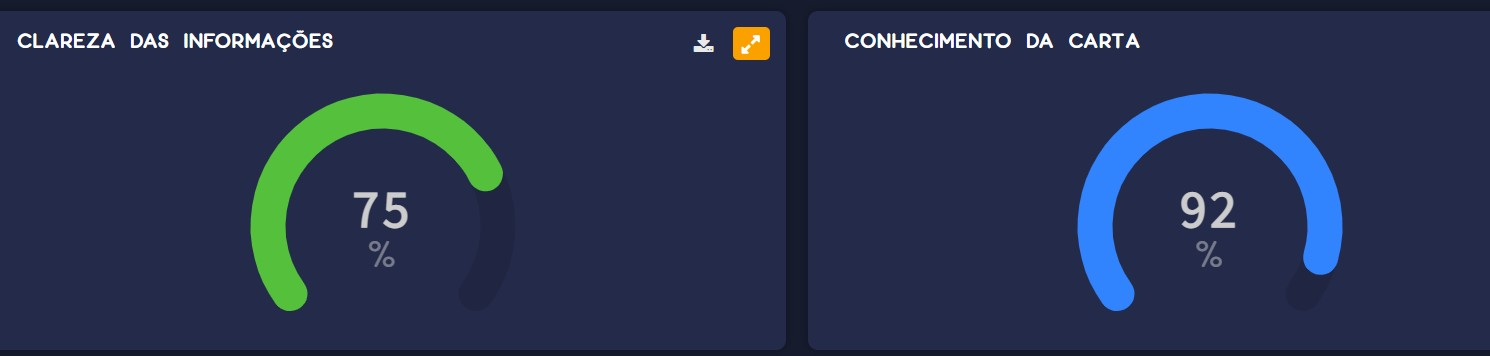 CLAREZA DAS INFORMAÇÕES
75
%
CONHECIMENTO DA CARTA
92
%